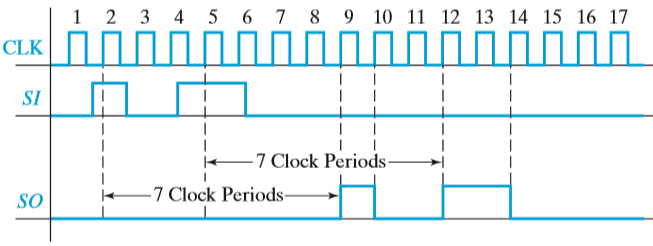 1 2 3 4 5 6 7 8 9 10 11 12 13 14 15 16 17
CLK
SI
7 Clock Periods
7 Clock Periods
SO